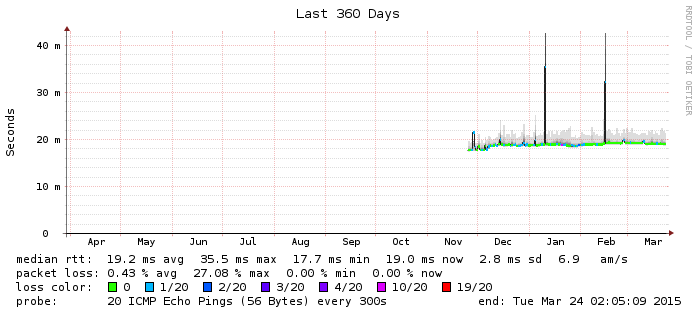 Last 360 Days
RRDTOOL / TOBI OETIKER
Seconds
40 m
30 m
20 m
10 m
0
Apr May Jun Jul Aug Sep Oct Nov Dec Jan Feb Mar
median rtt: 19.2 ms avg 35.5 ms max 17.7 ms min 19.0 ms now 2.8 ms sd 6.9 am/s
packet loss: 0.43 % avg 27.08 % max 0.00 % min 0.00 % now
loss color: 0 1/20 2/20 3/20 4/20 10/20 19/20
probe: 20 ICMP Echo Pings (56 Bytes) every 300s end: Tue Mar 24 02:05:09 2015